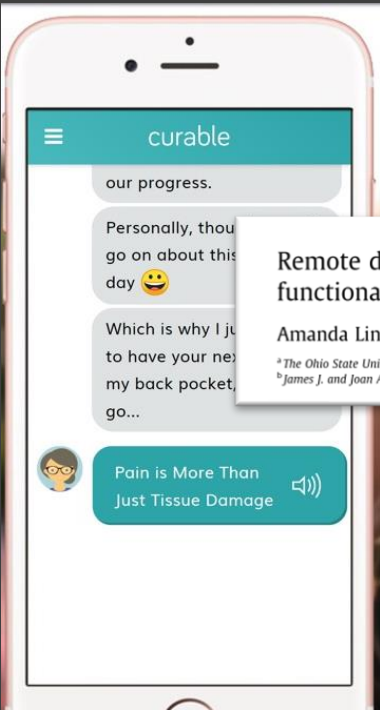 curable
our progress.
Personally, thou
go on about this
day 😀
Which is why I ju
to have your nex
my back pocket,
go...
Remote d
functiona
Amanda Lin
ᵃThe Ohio State Uni
ᵇJames J. and Joan A
Pain is More Than
Just Tissue Damage